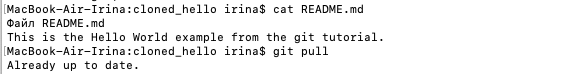 [MacBook-Air-Irina:cloned_hello irina$ cat README.md
Файл README.md
This is the Hello World example from the git tutorial.
[MacBook-Air-Irina:cloned_hello irina$ git pull
Already up to date.